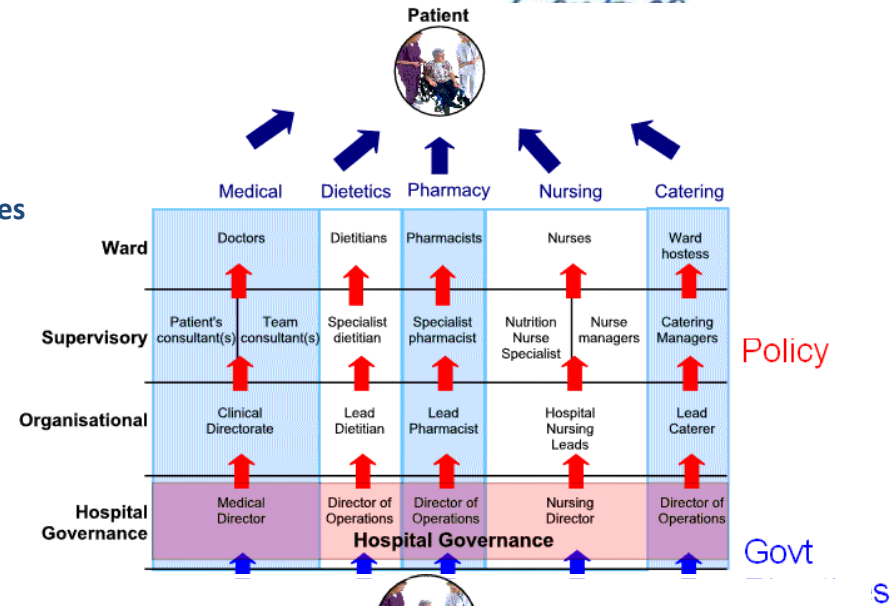 Patient
Medical Dietetics Pharmacy Nursing Catering
es
Ward
Doctors
Dietitians
Pharmacists
Nurses
Ward
hostess
Supervisory
Patient's
consultant(s)
Team
consultant(s)
Specialist
dietitian
Specialist
pharmacist
Nutrition
Nurse
Specialist
Nurse
managers
Catering
Managers
Policy
Organisational
Clinical
Directorate
Lead
Dietitian
Lead
Pharmacist
Hospital
Nursing
Leads
Lead
Caterer
Hospital
Governance
Medical
Director
Director of
Operations
Director of
Operations
Nursing
Director
Director of
Operations
Hospital Governance
Govt
s